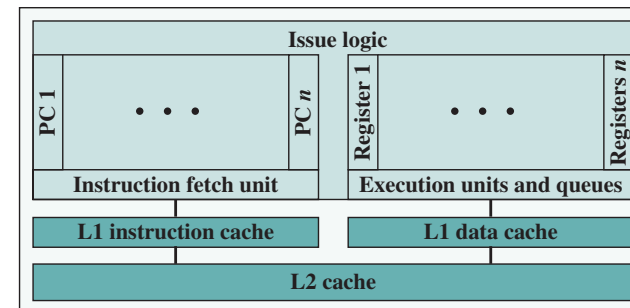 Issue logic
PC 1
• • •
PC n
Register 1
• • •
Registers n
Instruction fetch unit
Execution units and queues
L1 instruction cache
L1 data cache
L2 cache